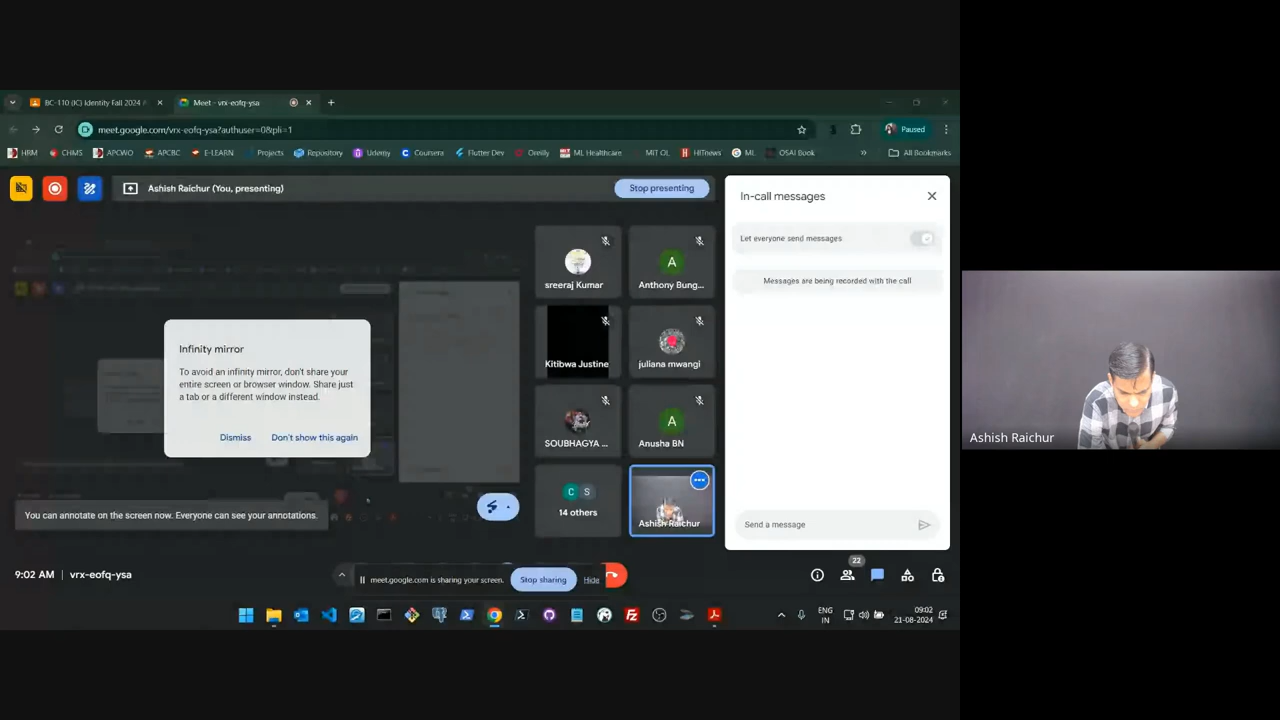 BC-110 (IC) Identity Fall 2024
Meet - vrx-eofq-ysa
meet.google.com/vrx-eofq-ysa?authuser=0&pli=1
Paused
HRM
CHMS
APCWO
APCBC
E-LEARN
Projects
Repository
Udemy
Coursera
Flutter Dev
Oreilly
ML Healthcare
MIT OL
HITnews
ML
OSAI Book
»
All Bookmarks
Ashish Raichur (You, presenting)
Stop presenting
In-call messages
Let everyone send messages
Messages are being recorded with the call
sreeraj Kumar
A
Anthony Bung...
Kitibwa Justine
juliana mwangi
SOUBHAGYA ...
A
Anusha BN
C S
14 others
Ashish Raichur
Infinity mirror
To avoid an infinity mirror, don't share your
entire screen or browser window. Share just
a tab or a different window instead.
Dismiss
Don't show this again
You can annotate on the screen now. Everyone can see your annotations.
Send a message
9:02 AM | vrx-eofq-ysa
meet.google.com is sharing your screen.
Stop sharing
Hide
22
ENG
IN
09:02
21-08-2024
Ashish Raichur